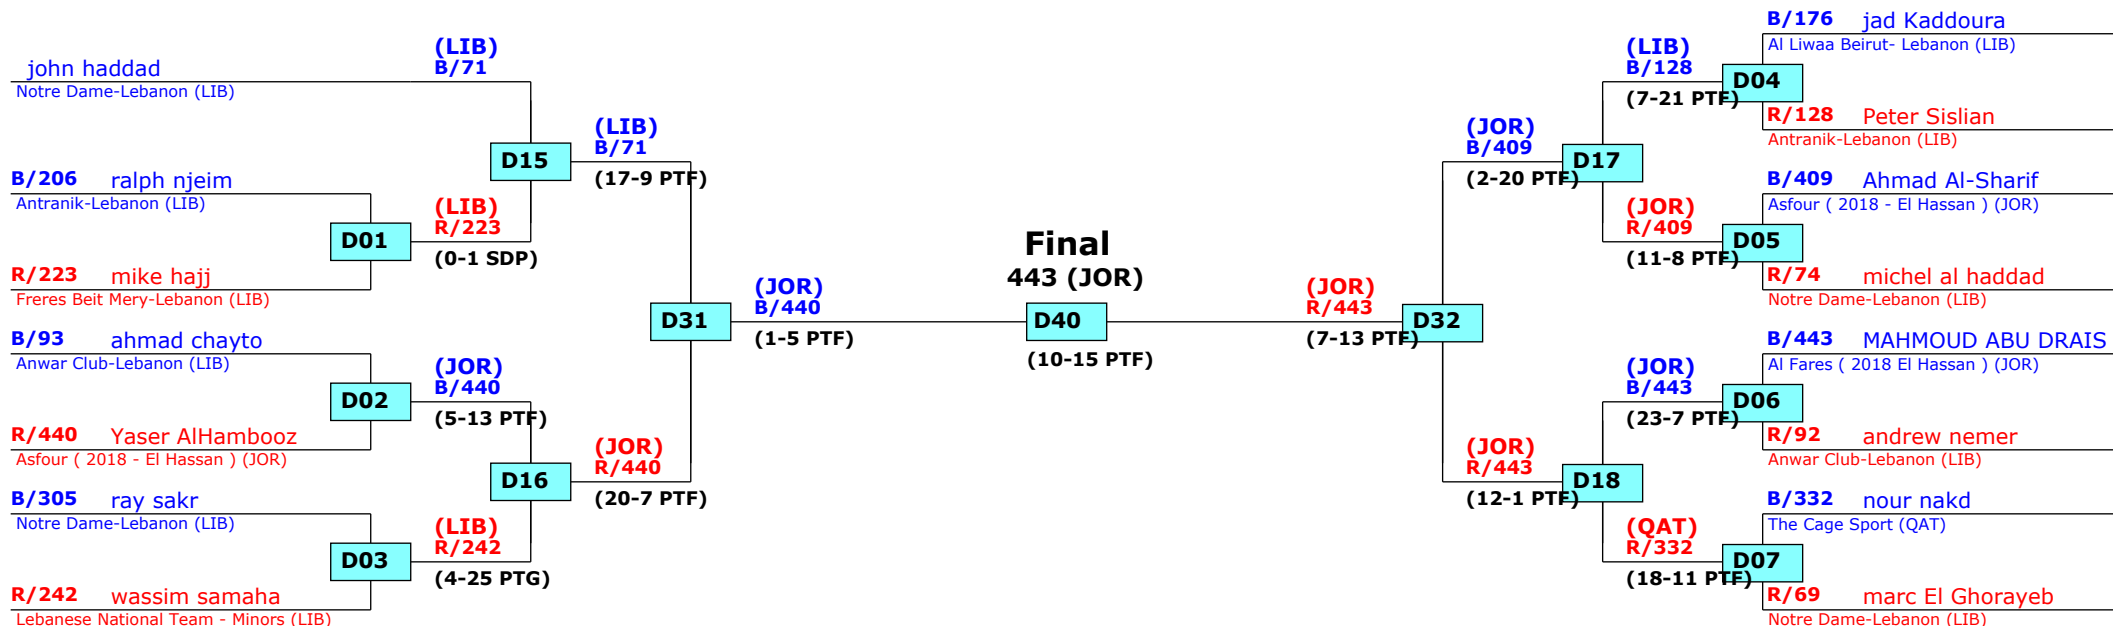 john haddad
Notre Dame-Lebanon (LIB)
(LIB)
B/71
B/206 ralph njeim
Antranik-Lebanon (LIB)
D01
R/223 mike hajj
Freres Beit Mery-Lebanon (LIB)
(LIB)
R/223
(0-1 SDP)
D15
(LIB)
B/71
(17-9 PTF)
B/93 ahmad chayto
Anwar Club-Lebanon (LIB)
D02
R/440 Yaser AlHambooz
Asfour ( 2018 - El Hassan ) (JOR)
(JOR)
B/440
(5-13 PTF)
B/305 ray sakr
Notre Dame-Lebanon (LIB)
D03
R/242 wassim samaha
Lebanese National Team - Minors (LIB)
(LIB)
R/242
(4-25 PTG)
D16
(JOR)
R/440
(20-7 PTF)
D31
(JOR)
B/440
(1-5 PTF)
Final
443 (JOR)
D40
(10-15 PTF)
(JOR)
R/443
(7-13 PTF)
D32
(JOR)
B/409
(2-20 PTF)
D17
(LIB)
B/128
(7-21 PTF)
D04
B/176 jad Kaddoura
Al Liwaa Beirut- Lebanon (LIB)
R/128 Peter Sislian
Antranik-Lebanon (LIB)
(JOR)
R/409
(11-8 PTF)
D05
B/409 Ahmad Al-Sharif
Asfour ( 2018 - El Hassan ) (JOR)
R/74 michel al haddad
Notre Dame-Lebanon (LIB)
(JOR)
R/443
(12-1 PTF)
D18
(JOR)
B/443
(23-7 PTF)
D06
B/443 MAHMOUD ABU DRAIS
Al Fares ( 2018 El Hassan ) (JOR)
R/92 andrew nemer
Anwar Club-Lebanon (LIB)
(QAT)
R/332
(18-11 PTF)
D07
B/332 nour nakd
The Cage Sport (QAT)
R/69 marc El Ghorayeb
Notre Dame-Lebanon (LIB)